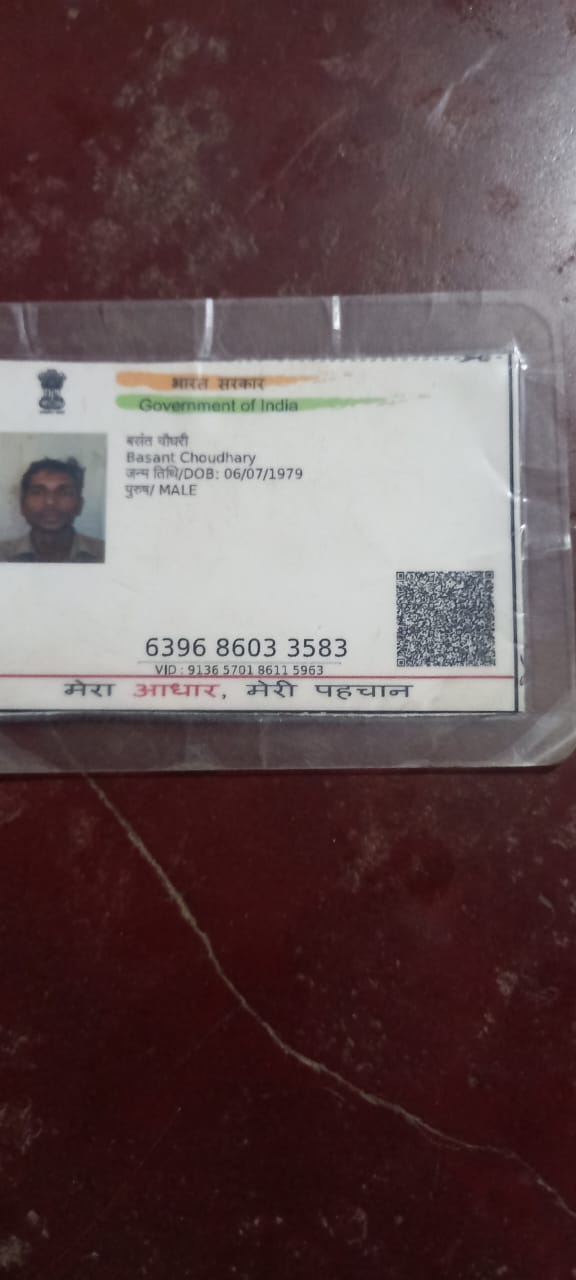 भारत सरकार
Government of India
बसंत चौधरी
Basant Choudhary
जन्म तिथि/DOB: 06/07/1979
पुरुष/ MALE
6396 8603 3583
VID : 9136 5701 8611 5963
मेरा आधार, मेरी पहचान